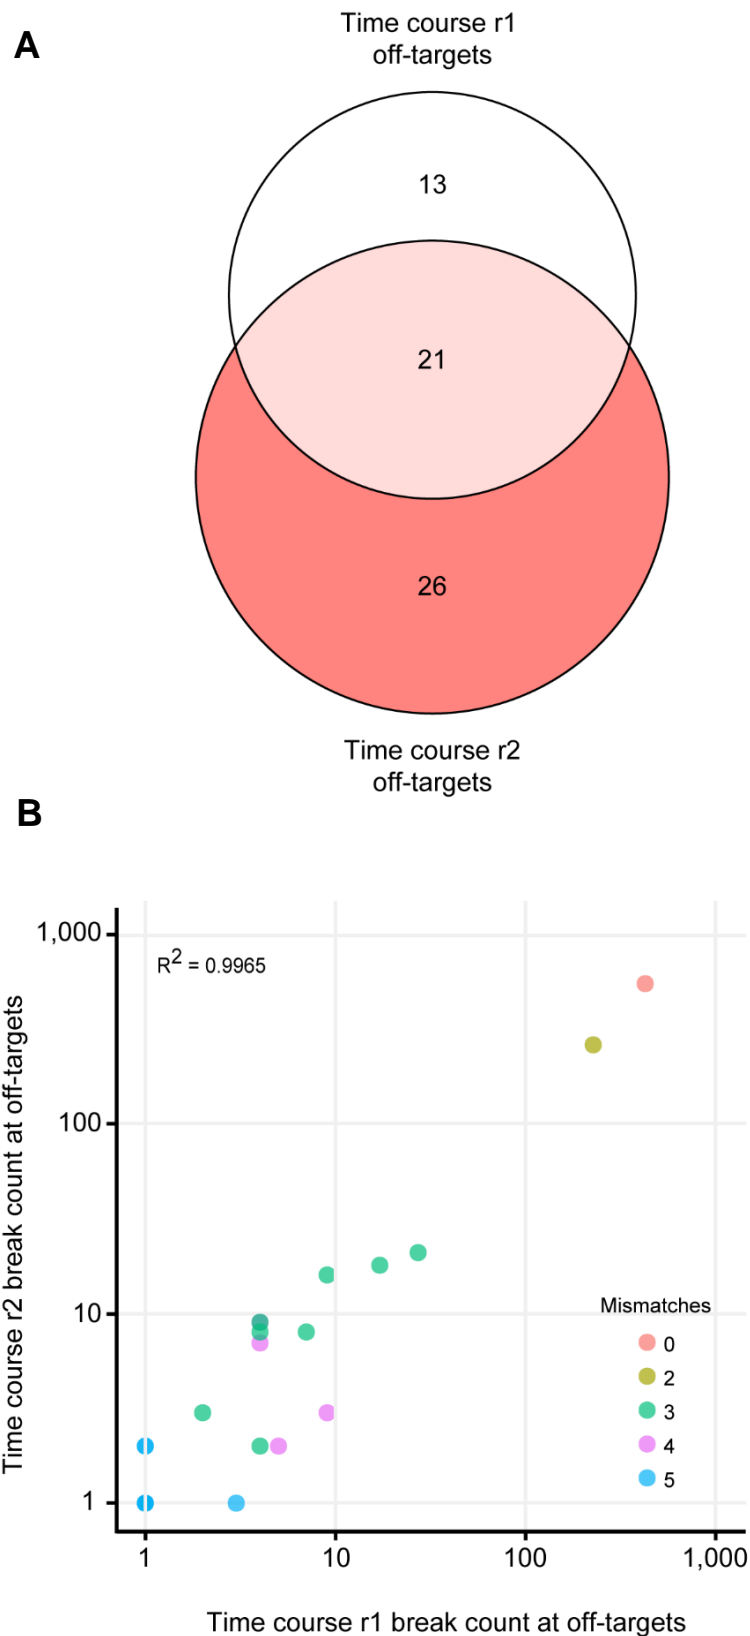 A
Time course r1
off-targets
13
21
26
Time course r2
off-targets
B
Time course r2 break count at off-targets
1,000
100
10
1
R2 = 0.9965
Mismatches
0
2
3
4
5
1 10 100 1,000
Time course r1 break count at off-targets